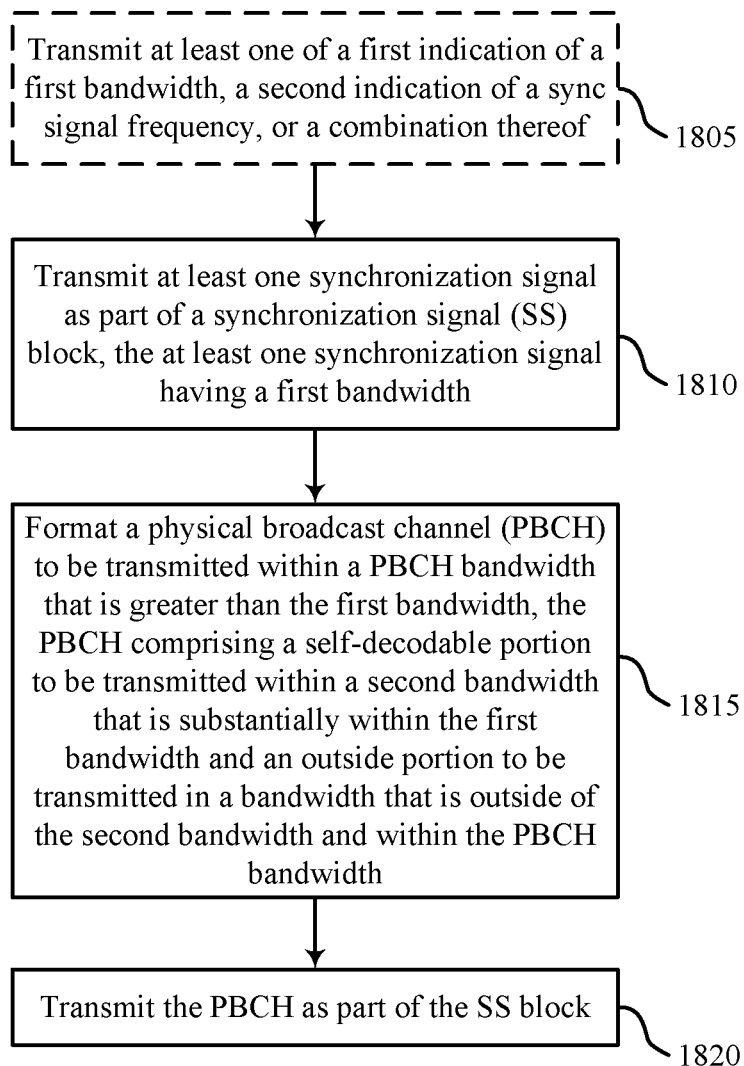 Transmit at least one of a first indication of a
first bandwidth, a second indication of a sync
signal frequency, or a combination thereof
1805
Transmit at least one synchronization signal
as part of a synchronization signal (SS)
block, the at least one synchronization signal
having a first bandwidth
1810
Format a physical broadcast channel (PBCH)
to be transmitted within a PBCH bandwidth
that is greater than the first bandwidth, the
PBCH comprising a self-decodable portion
to be transmitted within a second bandwidth
that is substantially within the first
bandwidth and an outside portion to be
transmitted in a bandwidth that is outside of
the second bandwidth and within the PBCH
bandwidth
1815
Transmit the PBCH as part of the SS block
1820